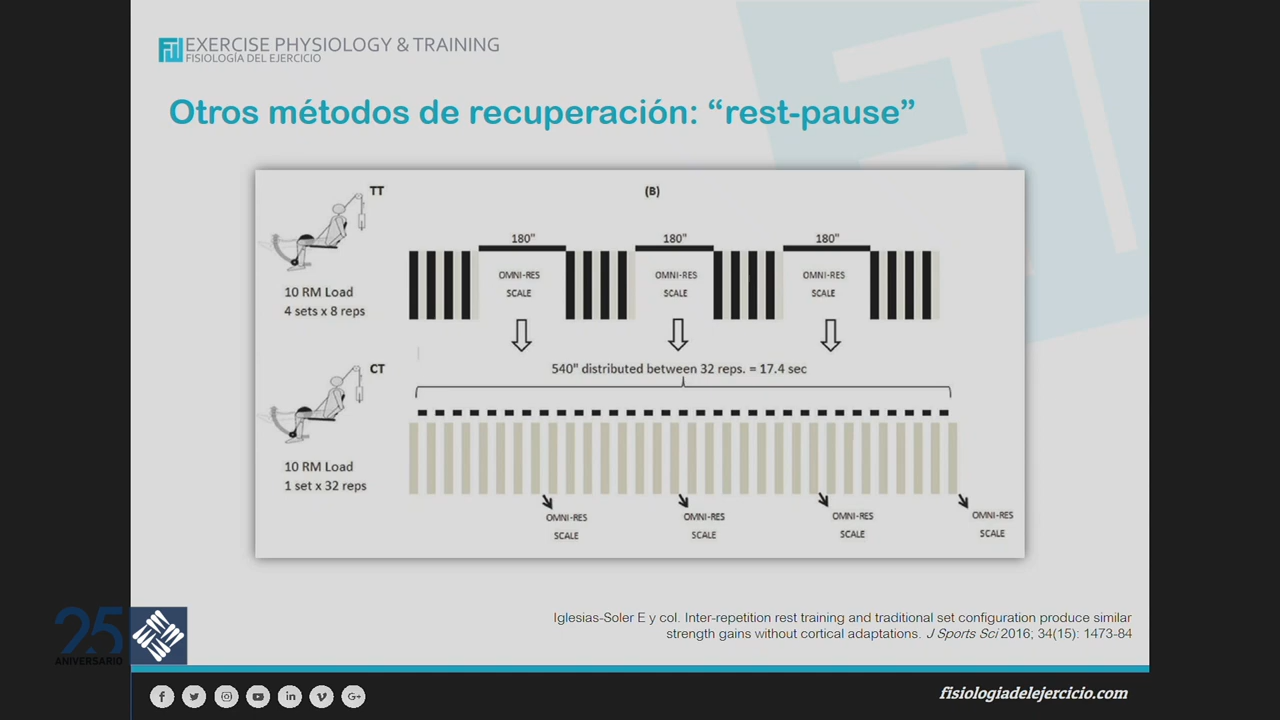 EXERCISE PHYSIOLOGY & TRAINING
FISIOLOGÍA DEL EJERCICIO
Otros métodos de recuperación: “rest-pause”
TT
(B)
180" 180" 180"
OMNI-RES OMNI-RES OMNI-RES
SCALE SCALE SCALE
10 RM Load
4 sets x 8 reps
CT
540" distributed between 32 reps. = 17.4 sec
10 RM Load
1 set x 32 reps
OMNI-RES OMNI-RES OMNI-RES OMNI-RES
SCALE SCALE SCALE SCALE
Iglesias-Soler E y col. Inter-repetition rest training and traditional set configuration produce similar
strength gains without cortical adaptations. J Sports Sci 2016; 34(15): 1473-84
25
ANIVERSARIO
fisiologiadelejercicio.com